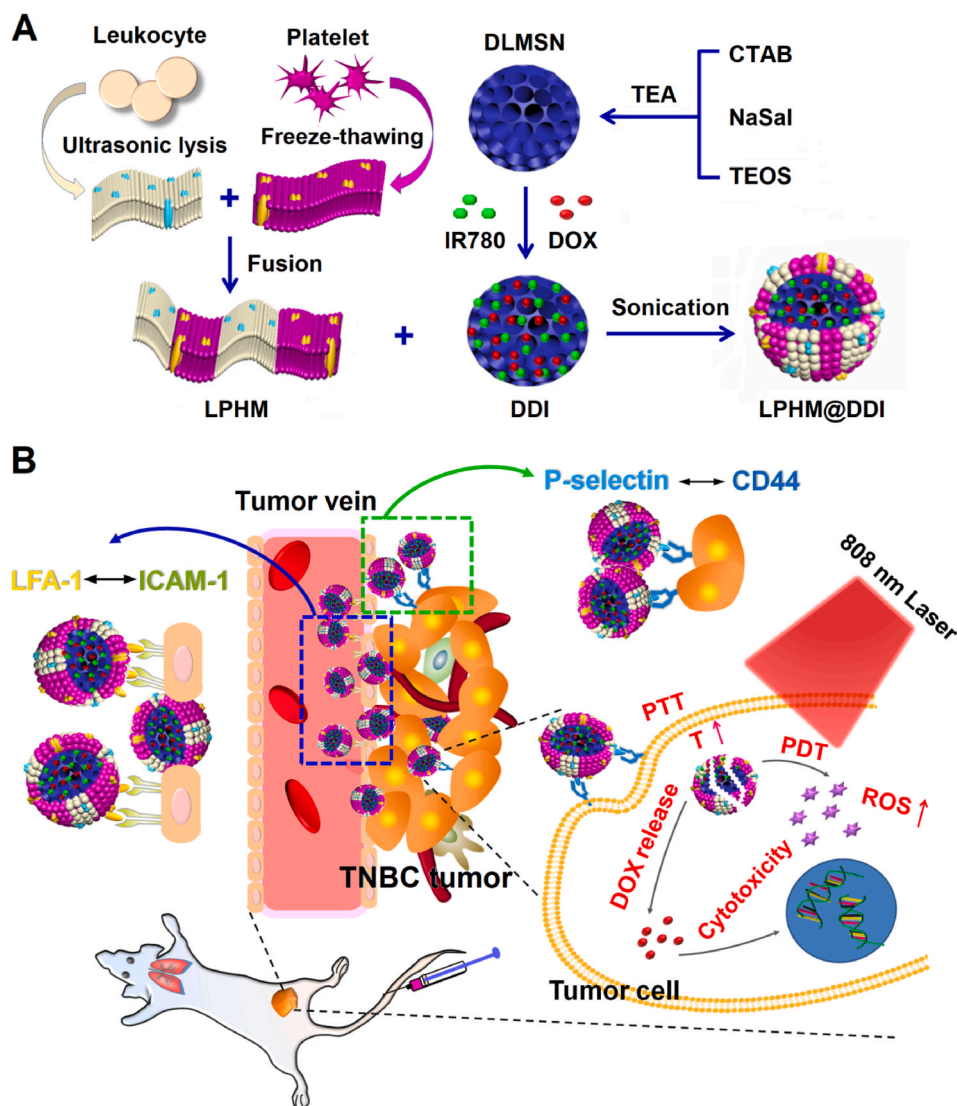 A
Leukocyte
Platelet
DLMSN
CTAB
TEA
NaSal
TEOS
Ultrasonic lysis
Freeze-thawing
+
IR780
DOX
Fusion
+
Sonication
LPHM
DDI
LPHM@DDI
B
P-selectin
CD44
Tumor vein
LFA-1
ICAM-1
808 nm Laser
PTT
T
PDT
ROS
DOX release
Cytotoxicity
TNBC tumor
Tumor cell